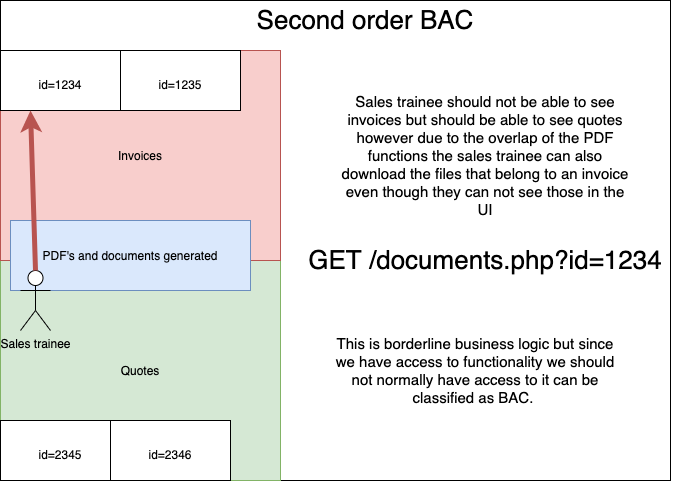 Second order BAC
id=1234
id=1235
Invoices
PDF's and documents generated
Sales trainee
Quotes
id=2345
id=2346
Sales trainee should not be able to see
invoices but should be able to see quotes
however due to the overlap of the PDF
functions the sales trainee can also
download the files that belong to an invoice
even though they can not see those in the
UI
GET /documents.php?id=1234
This is borderline business logic but since
we have access to functionality we should
not normally have access to it can be
classified as BAC.